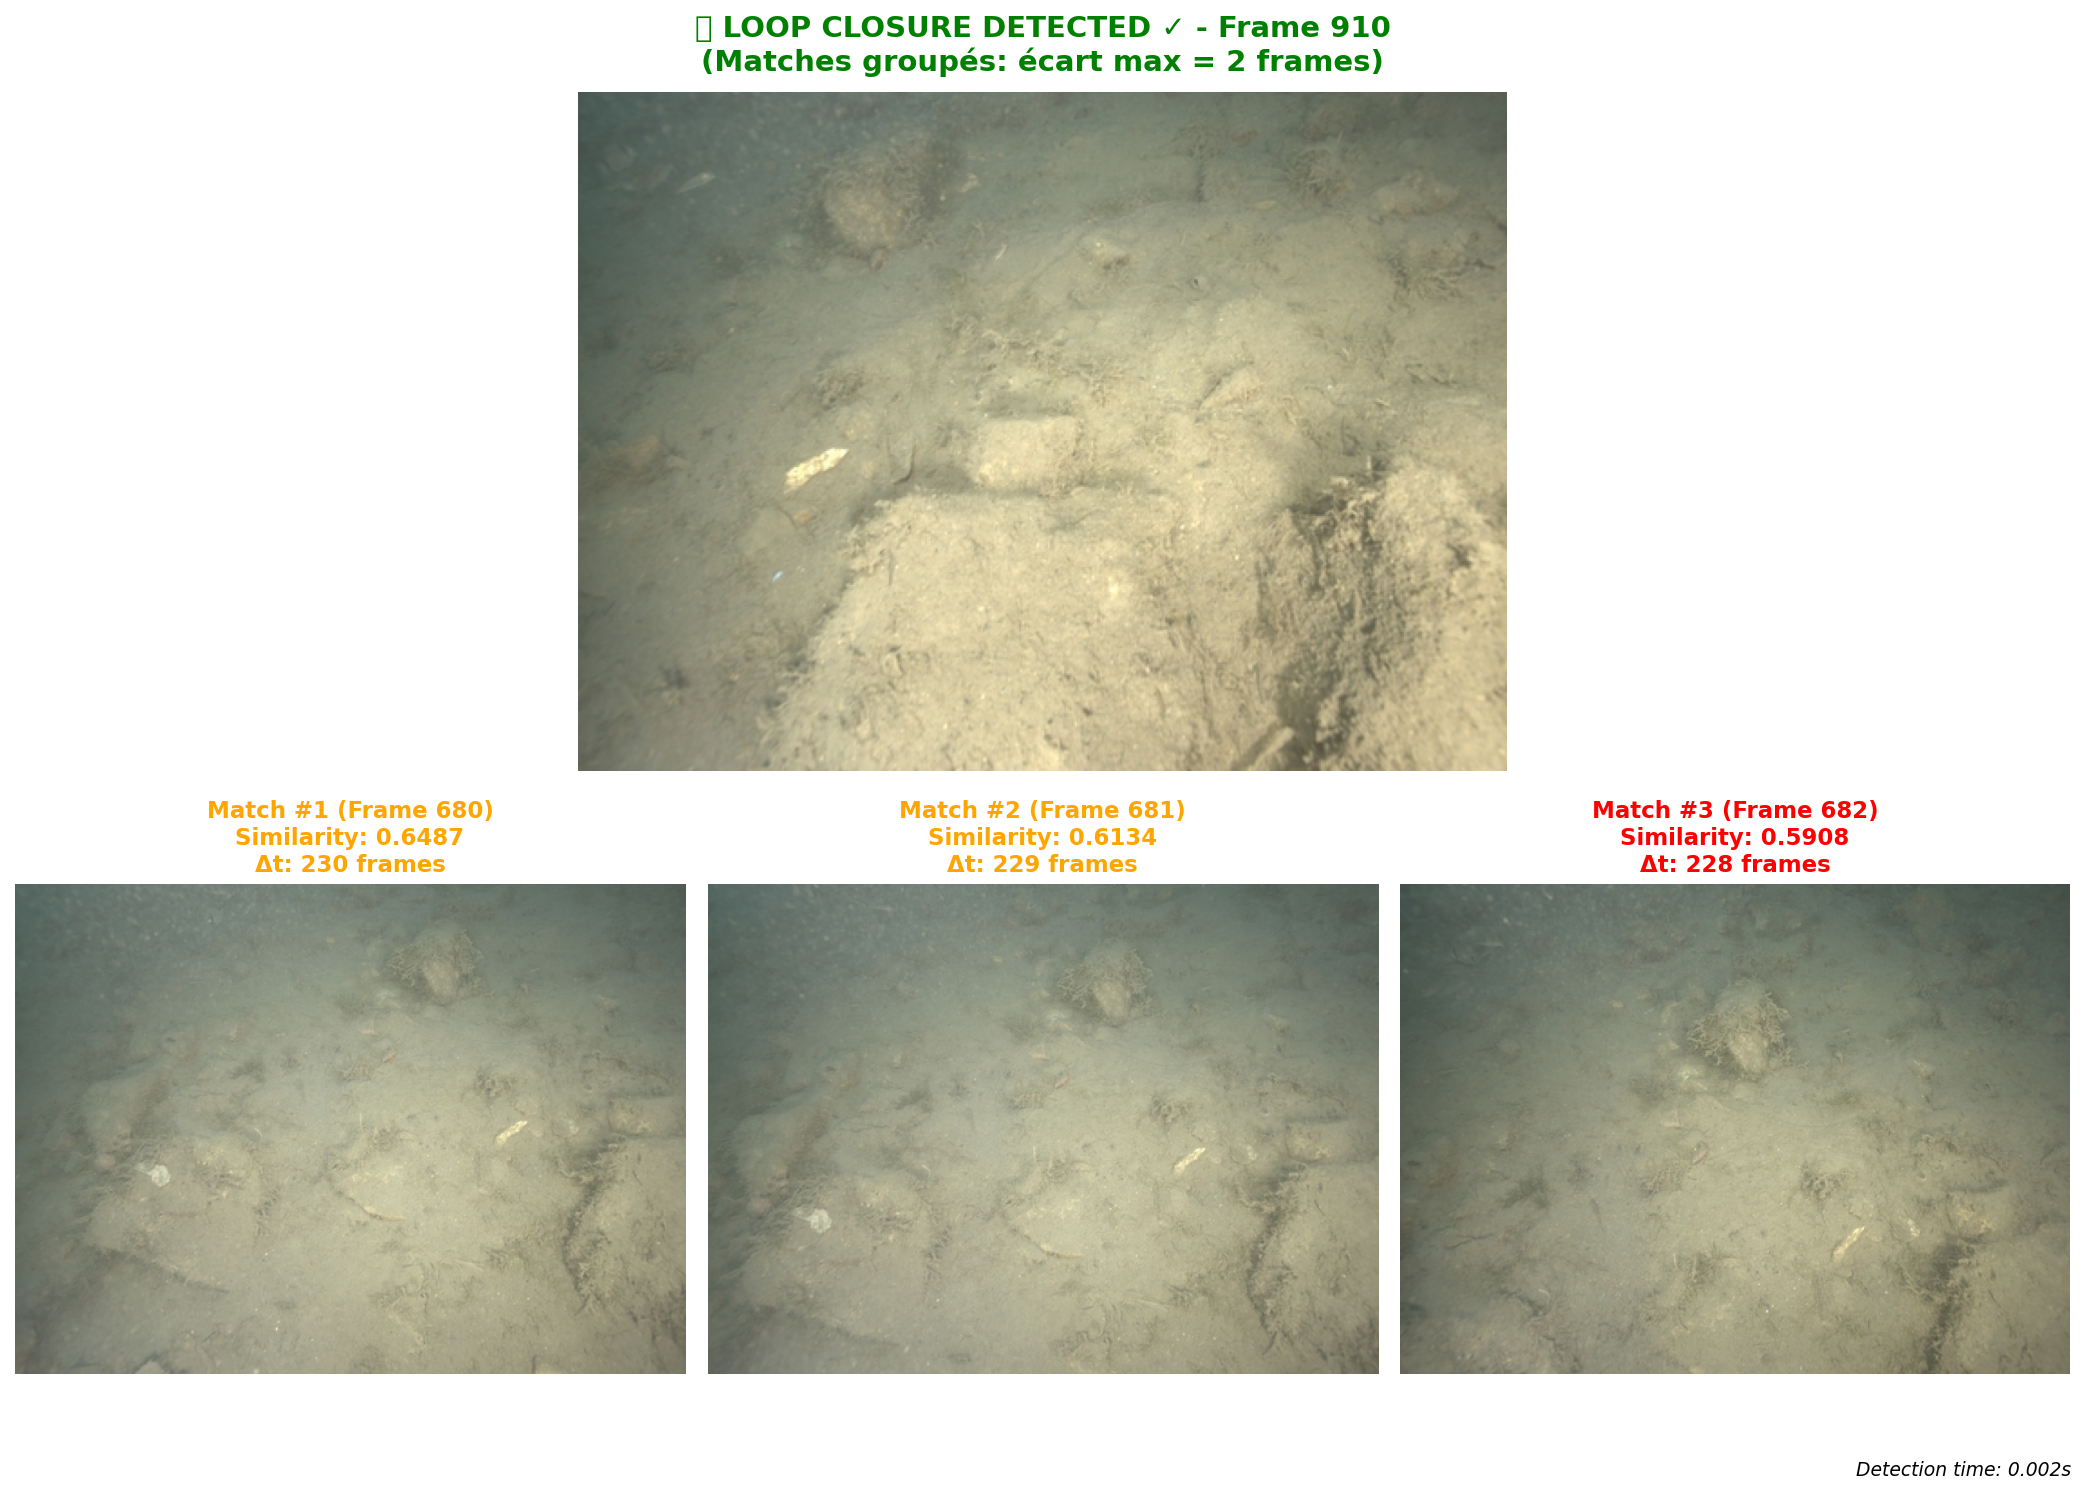 LOOP CLOSURE DETECTED ✓ - Frame 910
(Matches groupés: écart max = 2 frames)
Match #1 (Frame 680)
Similarity: 0.6487
Δt: 230 frames
Match #2 (Frame 681)
Similarity: 0.6134
Δt: 229 frames
Match #3 (Frame 682)
Similarity: 0.5908
Δt: 228 frames
Detection time: 0.002s